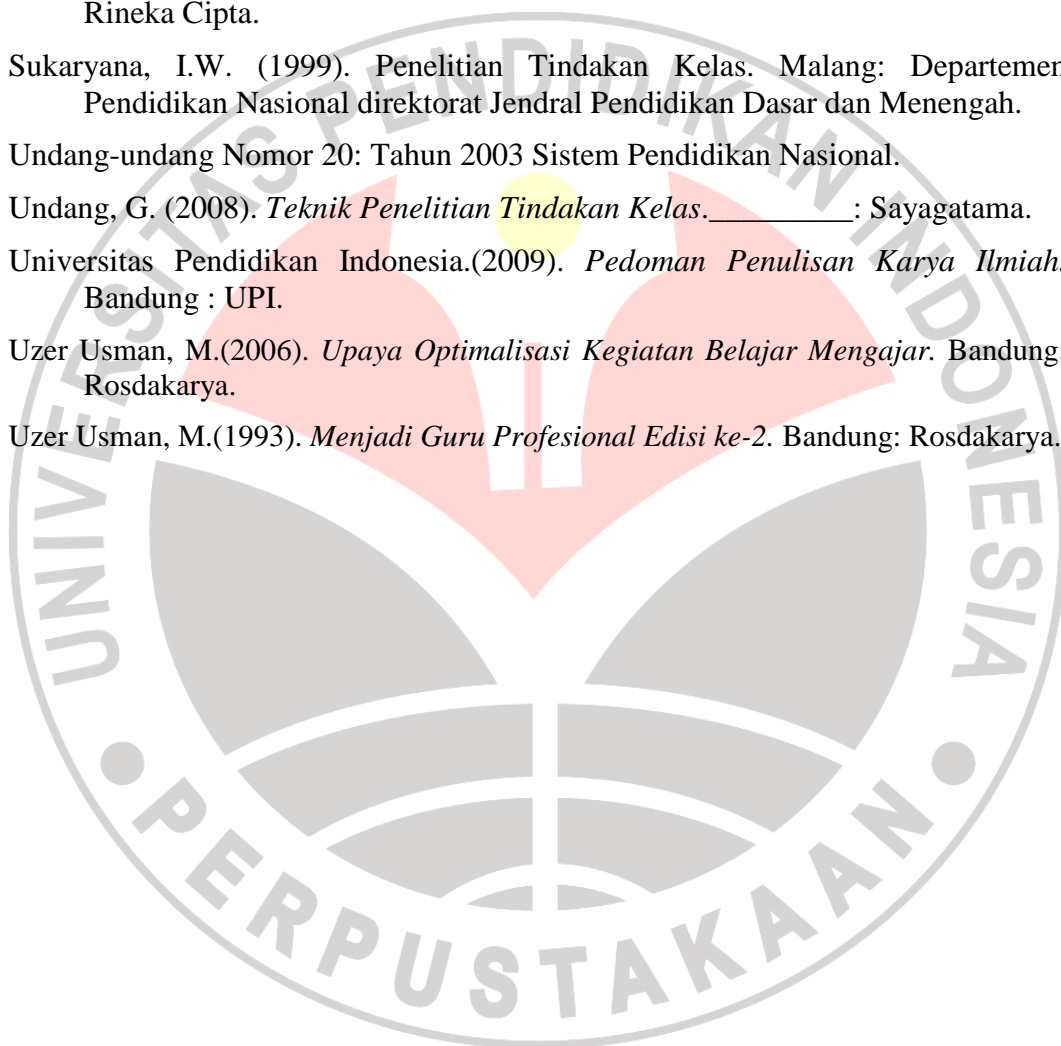 Rineka Cipta.
Sukaryana, I.W. (1999). Penelitian Tindakan Kelas. Malang: Departemen
Pendidikan Nasional direktorat Jendral Pendidikan Dasar dan Menengah.
Undang-undang Nomor 20: Tahun 2003 Sistem Pendidikan Nasional.
Undang, G. (2008). Teknik Penelitian Tindakan Kelas._________: Sayagatama.
Universitas Pendidikan Indonesia.(2009). Pedoman Penulisan Karya Ilmiah.
Bandung : UPI.
Uzer Usman, M.(2006). Upaya Optimalisasi Kegiatan Belajar Mengajar. Bandung:
Rosdakarya.
Uzer Usman, M.(1993). Menjadi Guru Profesional Edisi ke-2. Bandung: Rosdakarya.
UNIVERSITAS PENDIDIKAN INDONESIA
PERPUSTAKAAN